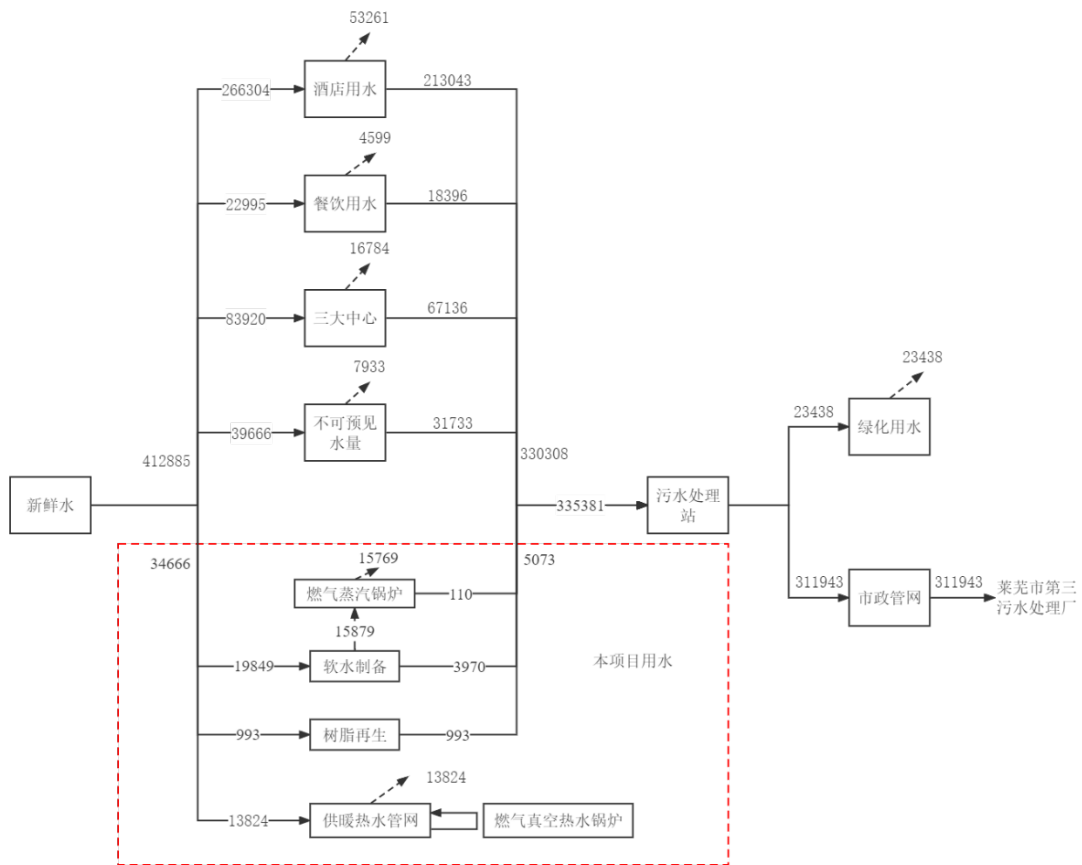 53261
266304
酒店用水
213043
4599
22995
餐饮用水
18396
16784
83920
三大中心
67136
7933
39666
不可预见
水量
31733
23438
23438
绿化用水
412885
330308
新鲜水
335381
污水处理
站
34666
5073
15769
燃气蒸汽锅炉
110
15879
311943
市政管网
311943
莱芜市第三
污水处理厂
19849
软水制备
3970
本项目用水
993
树脂再生
993
13824
13824
供暖热水管网
燃气真空热水锅炉